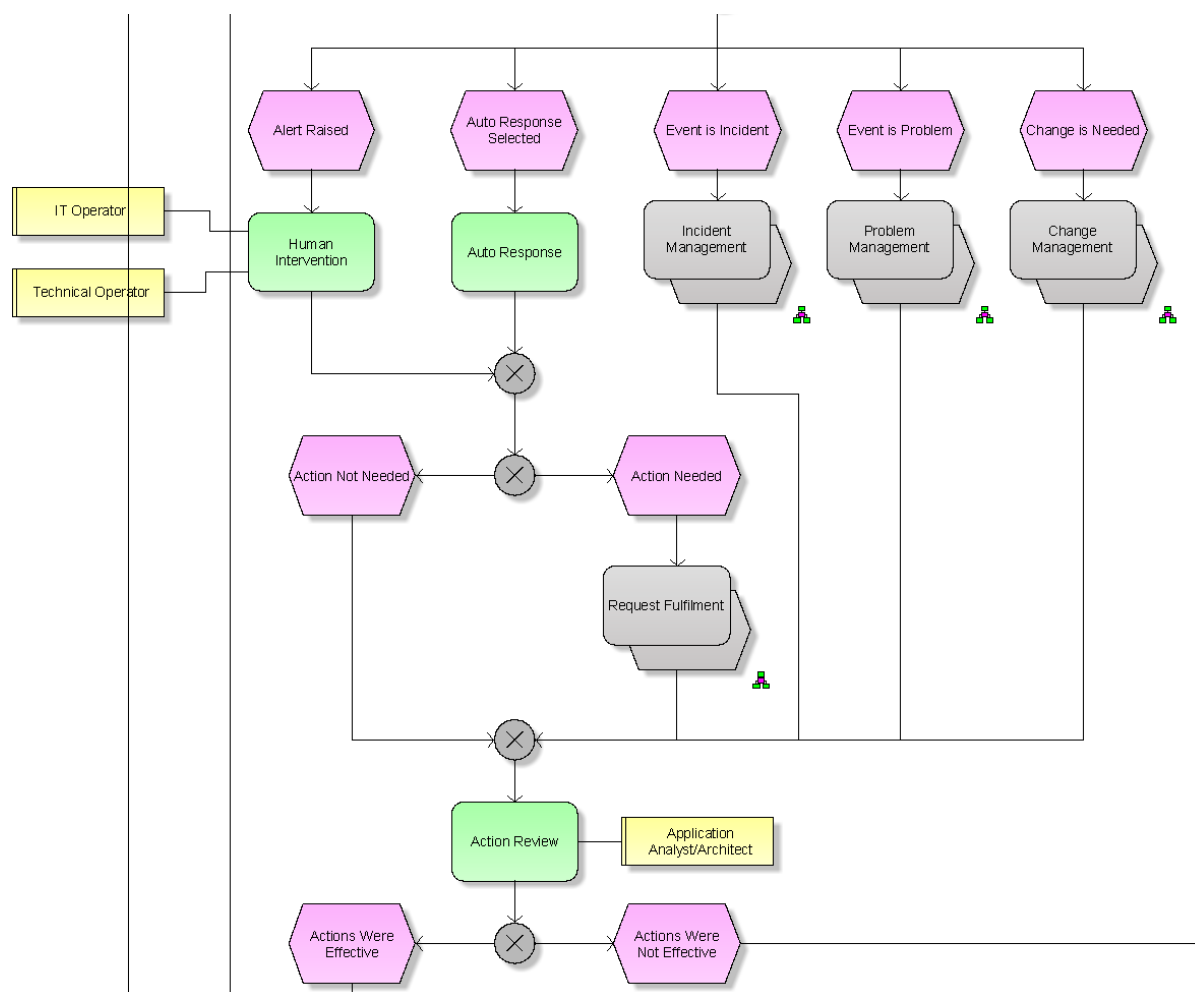 Alert Raised
Auto Response
Selected
Event is Incident
Event is Problem
Change is Needed
IT Operator
Technical Operator
Human
Intervention
Auto Response
Incident
Management
Problem
Management
Change
Management
Action Not Needed
Action Needed
Request Fulfilment
Action Review
Application
Analyst/Architect
Actions Were
Effective
Actions Were
Not Effective